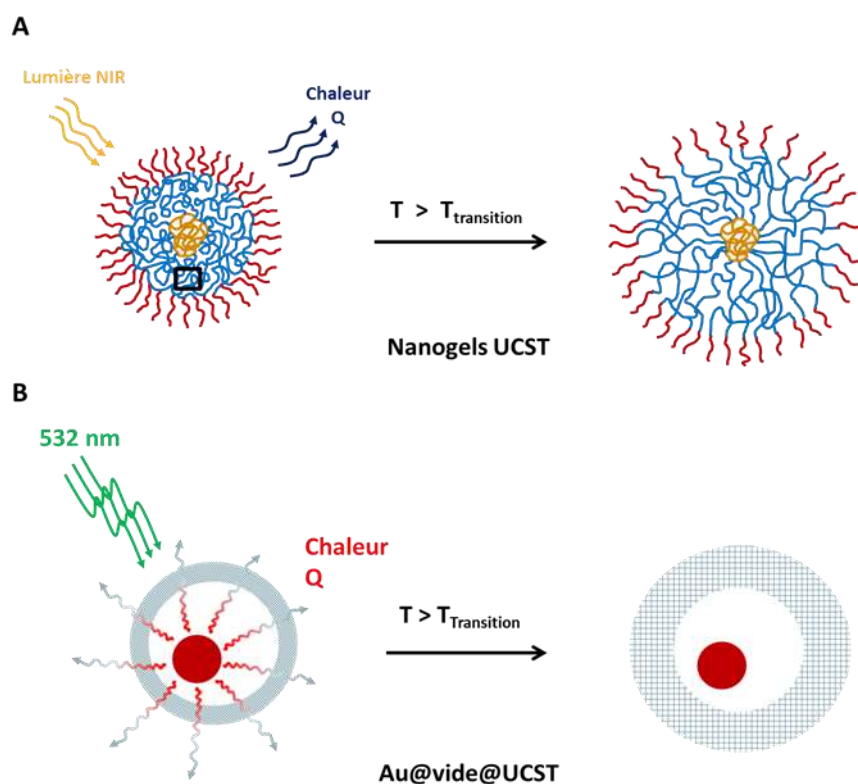 A
Lumière NIR
Chaleur
Q
T > Ttransition
Nanogels UCST
B
532 nm
Chaleur
Q
T > TTransition
Au@vide@UCST